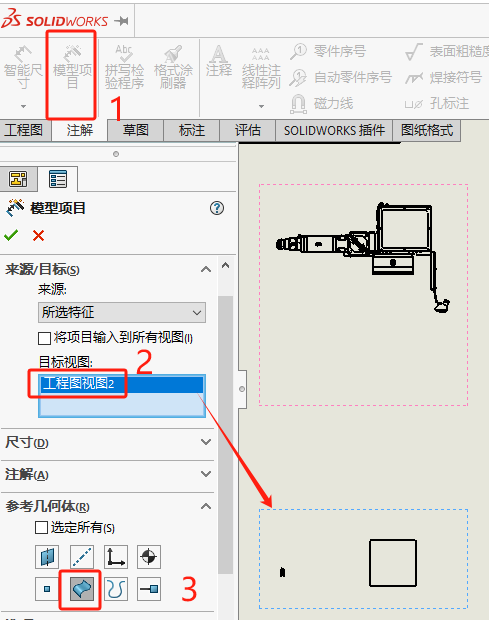 SOLIDWORKS
智能尺寸
模型项目
拼写检验程序
格式涂刷器
注释
线性注释阵列
零件序号
自动零件序号
磁力线
表面粗糙度
焊接符号
孔标注
1
工程图
注解
草图
标注
评估
SOLIDWORKS 插件
图纸格式
模型项目
来源/目标(S)
来源:
所选特征
将项目输入到所有视图(I)
目标视图:
2
工程图视图2
尺寸(D)
注解(A)
参考几何体(R)
选定所有(S)
3